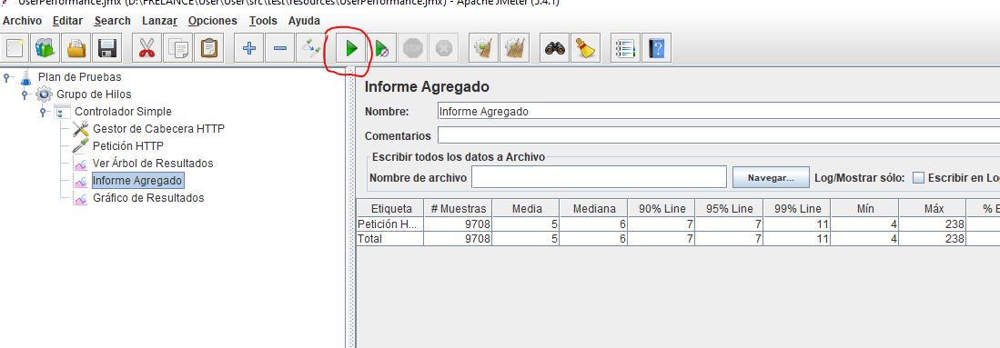 UserPerformance.jmx (D:\FRELANCE\User\User\src\test\resources\UserPerformance.jmx) - Apache JMeter (5.4.1)
Archivo Editar Search Lanzar Opciones Tools Ayuda
Plan de Pruebas
Grupo de Hilos
Controlador Simple
Gestor de Cabecera HTTP
Petición HTTP
Ver Árbol de Resultados
Informe Agregado
Gráfico de Resultados
Informe Agregado
Nombre: Informe Agregado
Comentarios
Escribir todos los datos a Archivo
Nombre de archivo Navegar... Log/Mostrar sólo: Escribir en Lo
Etiqueta # Muestras Media Mediana 90% Line 95% Line 99% Line Mín Máx % E
Petición H... 9708 5 6 7 7 11 4 238
Total 9708 5 6 7 7 11 4 238